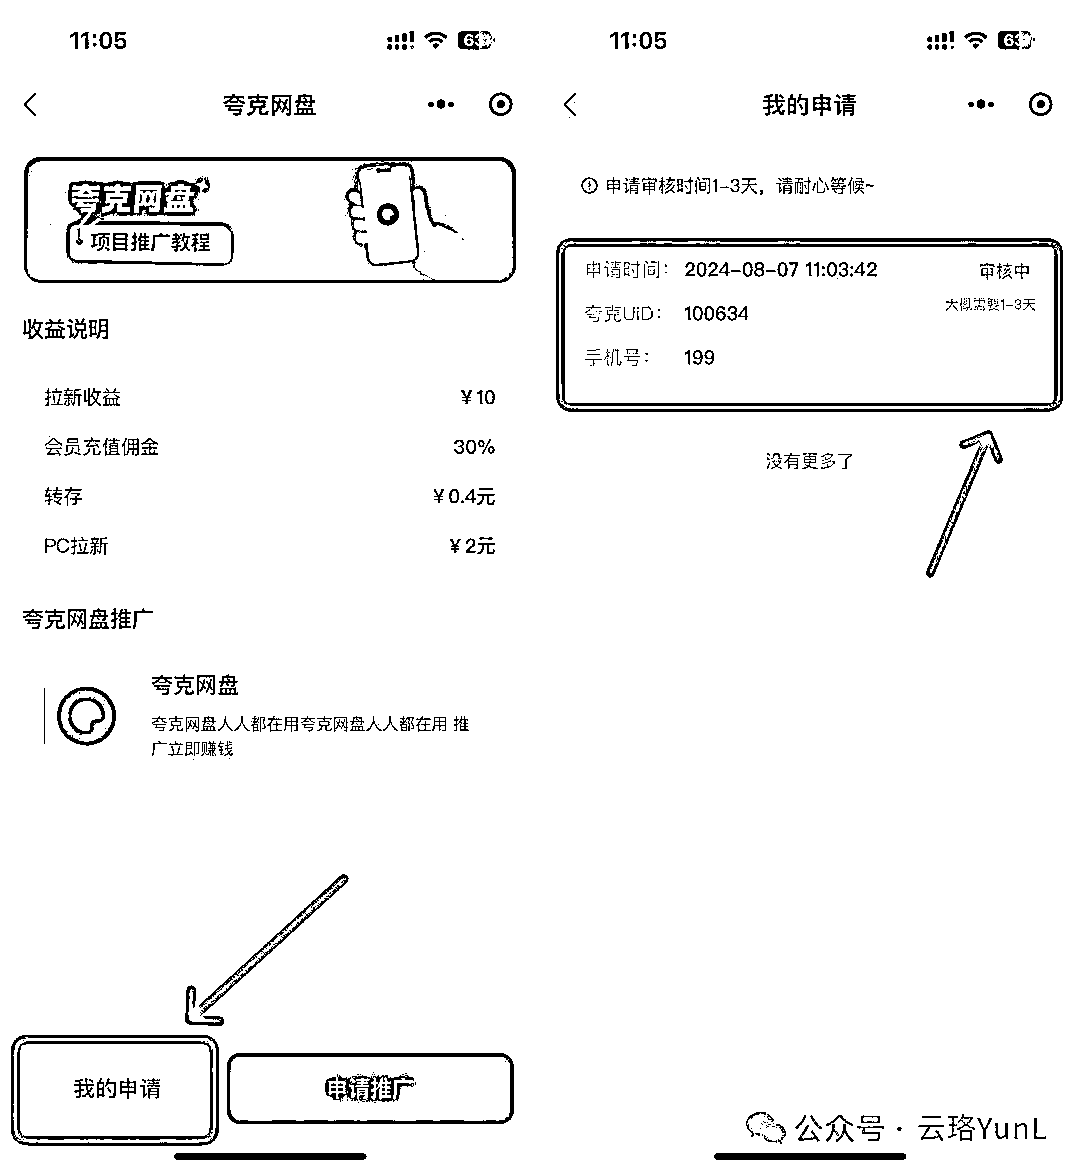 11:05
夸克网盘
夸克网盘
项目推广教程
收益说明
拉新收益 ¥10
会员充值佣金 30%
转存 ¥0.4元
PC拉新 ¥2元
夸克网盘推广
夸克网盘
夸克网盘人人都在用夸克网盘人人都在用 推
广立即赚钱
我的申请
申请推广
11:05
我的申请
申请审核时间1-3天，请耐心等候~
申请时间： 2024-08-07 11:03:42 审核中
大概需要1-3天
夸克UiD： 100634
手机号： 199
没有更多了
公众号·云珞YunL